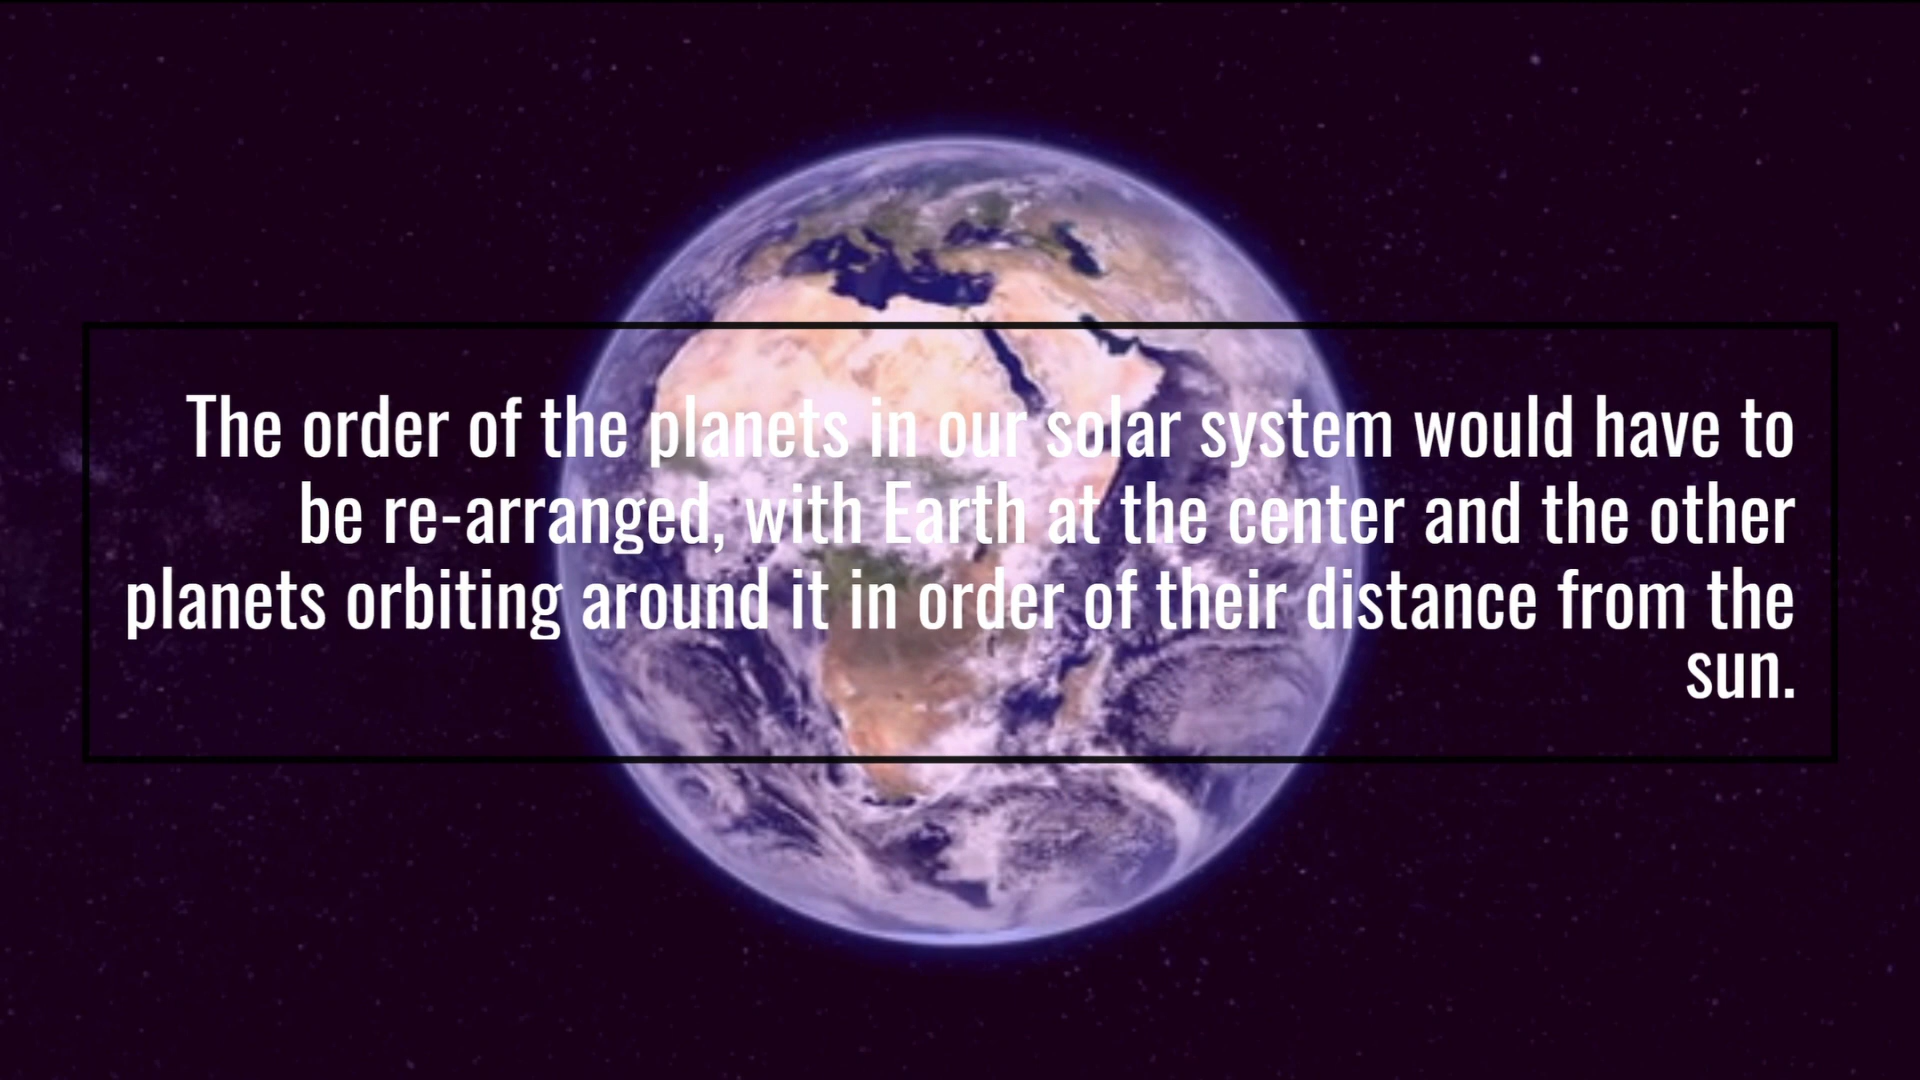 The order of the planets in our solar system would have to
be re-arranged, with Earth at the center and the other
planets orbiting around it in order of their distance from the
sun.